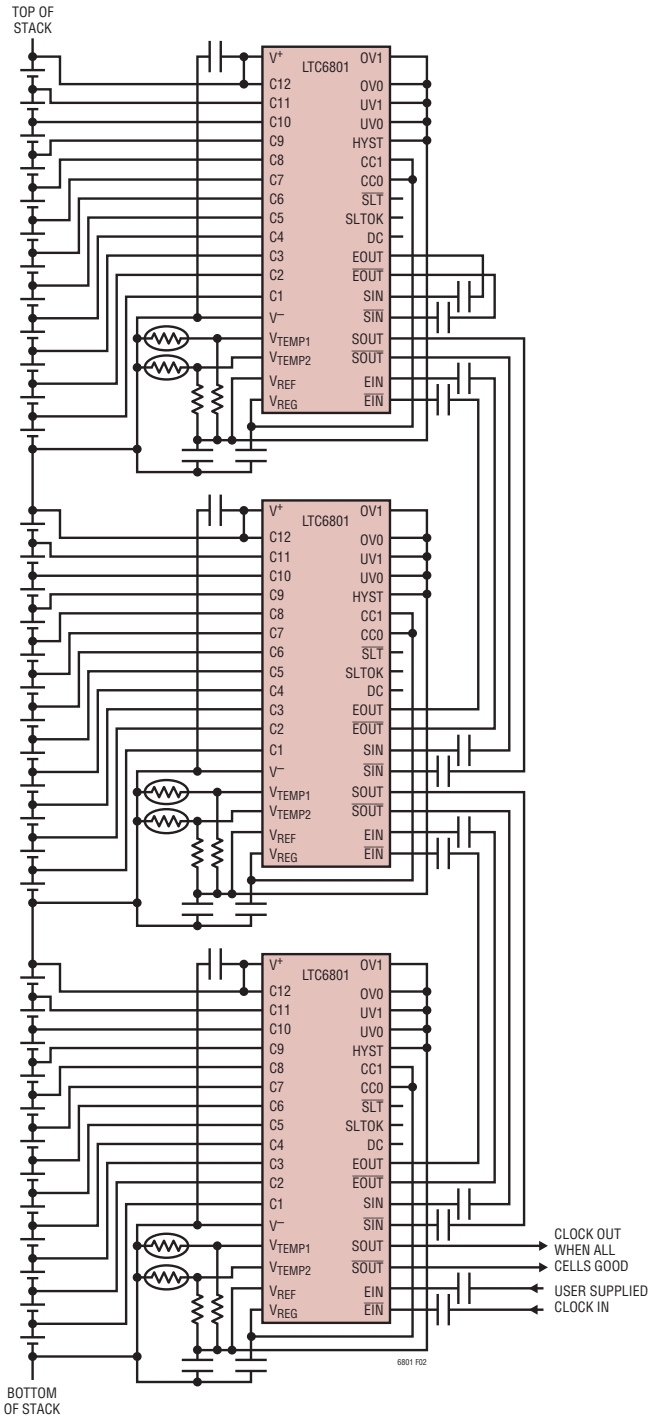 TOP OF
STACK
LTC6801
V+
C12
C11
C10
C9
C8
C7
C6
C5
C4
C3
C2
C1
V–
VTEMP1
VTEMP2
VREF
VREG
OV1
OV0
UV1
UV0
HYST
CC1
CC0
SLT
SLTOK
DC
EOUT
EOUT
SIN
SIN
SOUT
SOUT
EIN
EIN
LTC6801
V+
C12
C11
C10
C9
C8
C7
C6
C5
C4
C3
C2
C1
V–
VTEMP1
VTEMP2
VREF
VREG
OV1
OV0
UV1
UV0
HYST
CC1
CC0
SLT
SLTOK
DC
EOUT
EOUT
SIN
SIN
SOUT
SOUT
EIN
EIN
LTC6801
V+
C12
C11
C10
C9
C8
C7
C6
C5
C4
C3
C2
C1
V–
VTEMP1
VTEMP2
VREF
VREG
OV1
OV0
UV1
UV0
HYST
CC1
CC0
SLT
SLTOK
DC
EOUT
EOUT
SIN
SIN
SOUT
SOUT
EIN
EIN
CLOCK OUT
WHEN ALL
CELLS GOOD
USER SUPPLIED
CLOCK IN
6801 F02
BOTTOM
OF STACK